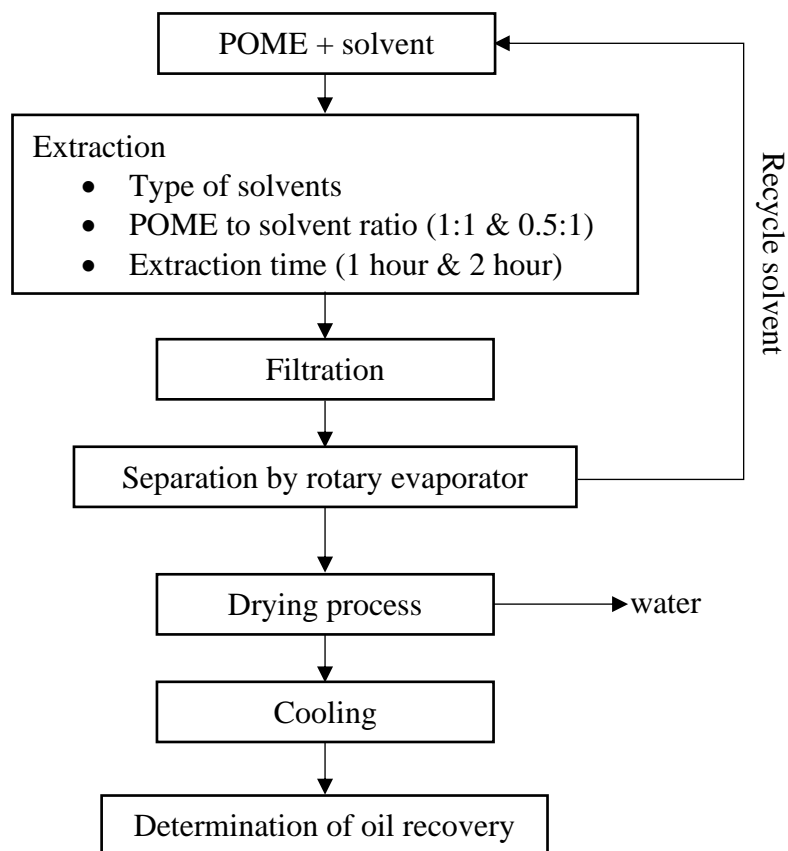 POME + solvent
Extraction
• Type of solvents
• POME to solvent ratio (1:1 & 0.5:1)
• Extraction time (1 hour & 2 hour)
Recycle solvent
Filtration
Separation by rotary evaporator
Drying process
water
Cooling
Determination of oil recovery